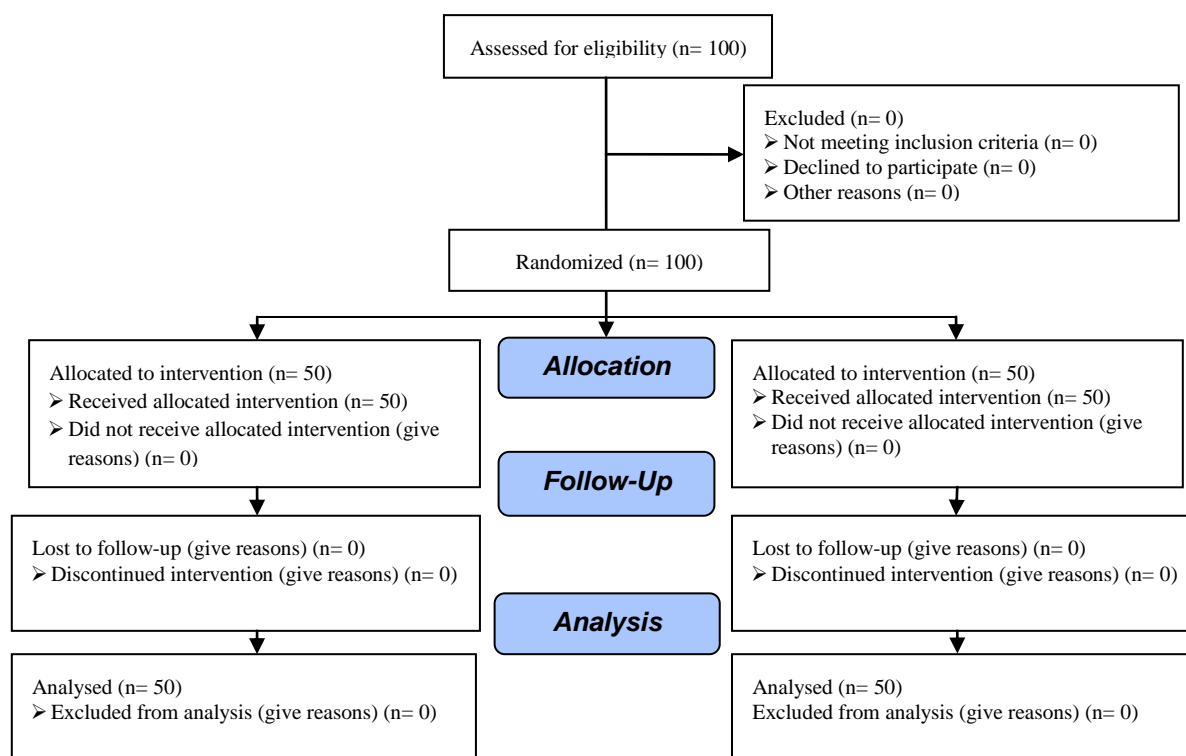 Assessed for eligibility (n= 100)
Excluded (n= 0)
➢ Not meeting inclusion criteria (n= 0)
➢ Declined to participate (n= 0)
➢ Other reasons (n= 0)
Randomized (n= 100)
Allocation
Allocated to intervention (n= 50)
➢ Received allocated intervention (n= 50)
➢ Did not receive allocated intervention (give
reasons) (n= 0)
Allocated to intervention (n= 50)
➢ Received allocated intervention (n= 50)
➢ Did not receive allocated intervention (give
reasons) (n= 0)
Follow-Up
Lost to follow-up (give reasons) (n= 0)
➢ Discontinued intervention (give reasons) (n= 0)
Lost to follow-up (give reasons) (n= 0)
➢ Discontinued intervention (give reasons) (n= 0)
Analysis
Analysed (n= 50)
➢ Excluded from analysis (give reasons) (n= 0)
Analysed (n= 50)
Excluded from analysis (give reasons) (n= 0)